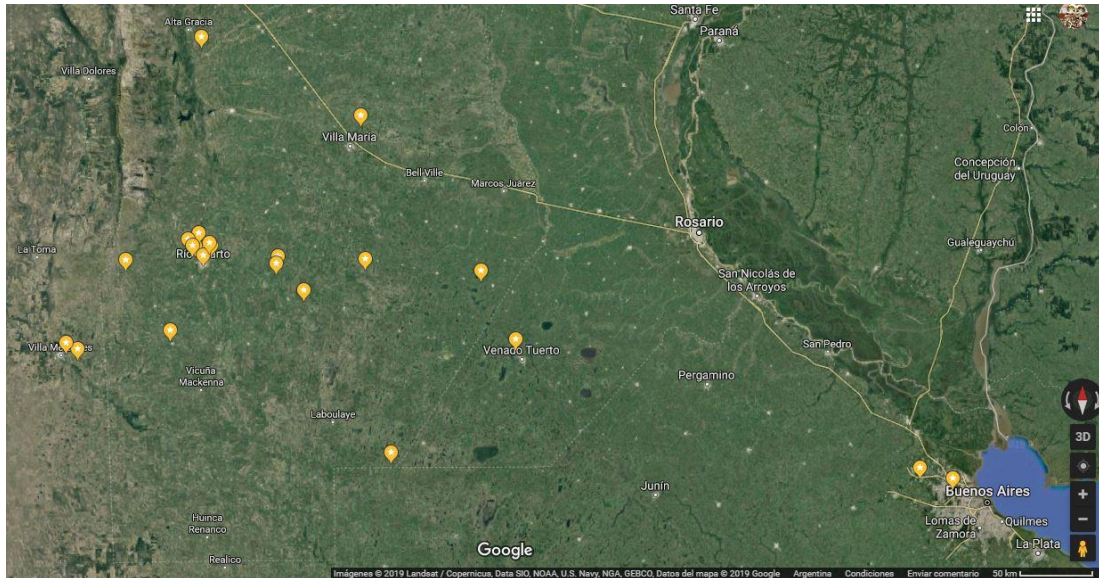 Santa Fe
Alta Gracia
Paraná
Villa Dolores
Colón
Villa María
Concepción
del Uruguay
Bell Ville
Marcos Juárez
Rosario
La Toma
Gualeguaychú
San Nicolás de
los Arroyos
San Pedro
Venado Tuerto
Vicuña
Mackenna
Pergamino
Laboulaye
3D
Junín
Buenos Aires
Huinca
Renanco
Lomas de
Zamora
Quilmes
Google
La Plata
Realico
Imágenes © 2019 Landsat / Copernicus, Data SIO, NOAA, U.S. Navy, NGA, GEBCO, Datos del mapa © 2019 Google Argentina Condiciones Enviar comentario 50 km